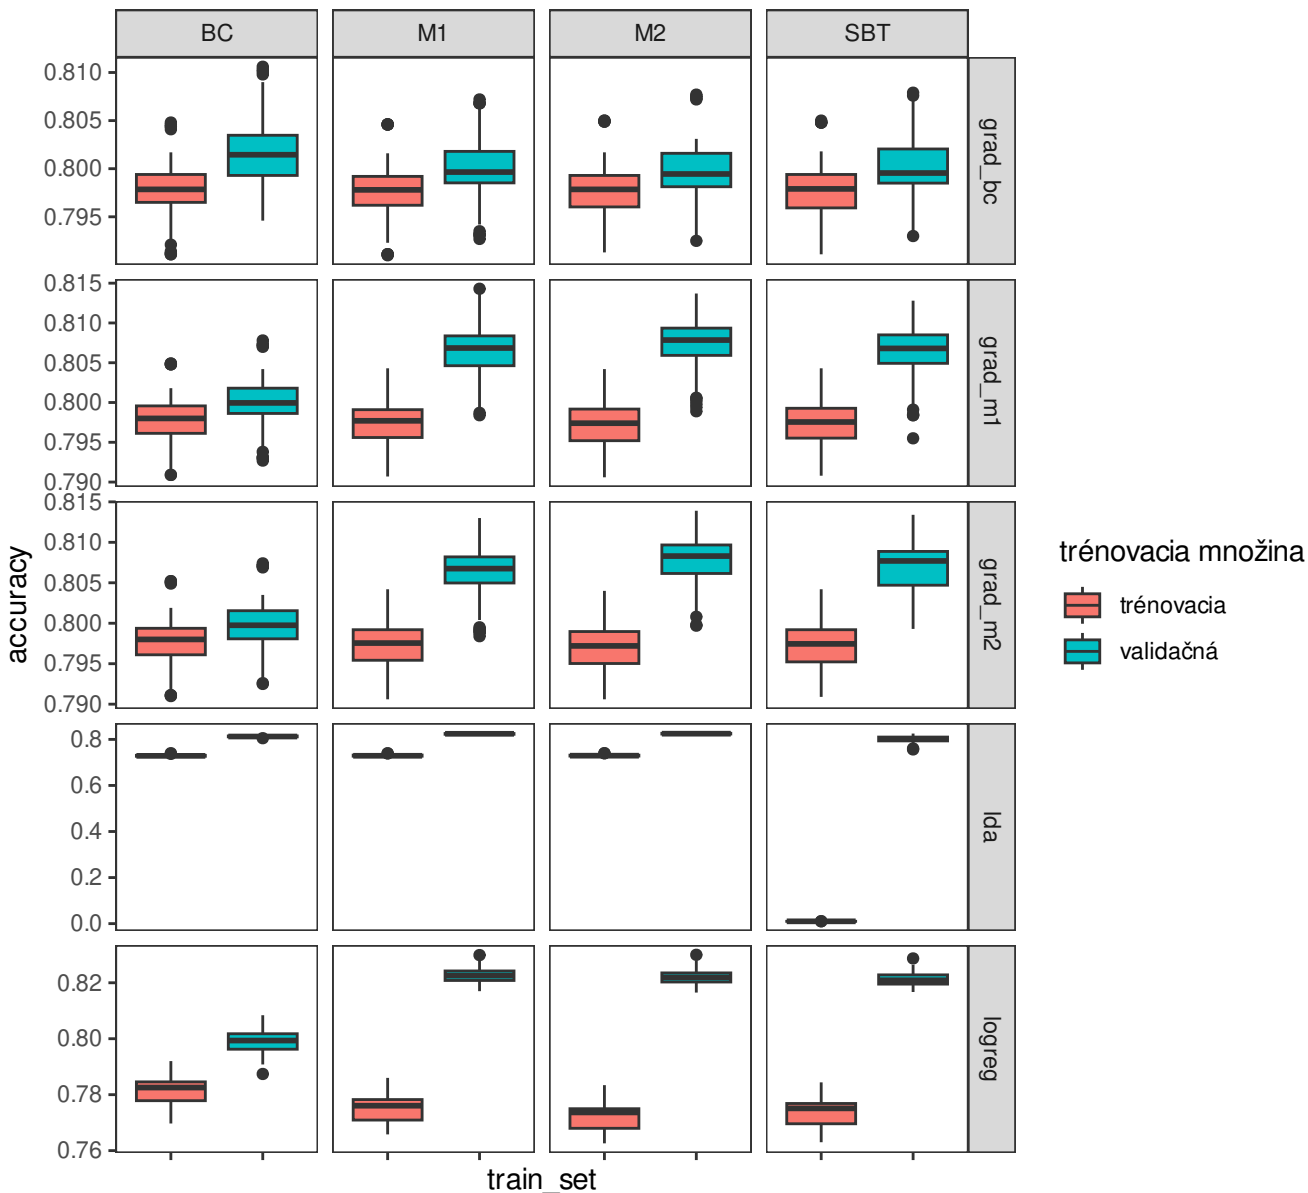 BC M1 M2 SBT
0.810
0.805
0.800
0.795
grad_bc
0.815
0.810
0.805
0.800
0.795
0.790
grad_m1
0.815
0.810
0.805
0.800
0.795
0.790
grad_m2
0.8
0.6
0.4
0.2
0.0
lda
0.82
0.80
0.78
0.76
logreg
accuracy
train_set
trénovacia množina
trénovacia
validačná